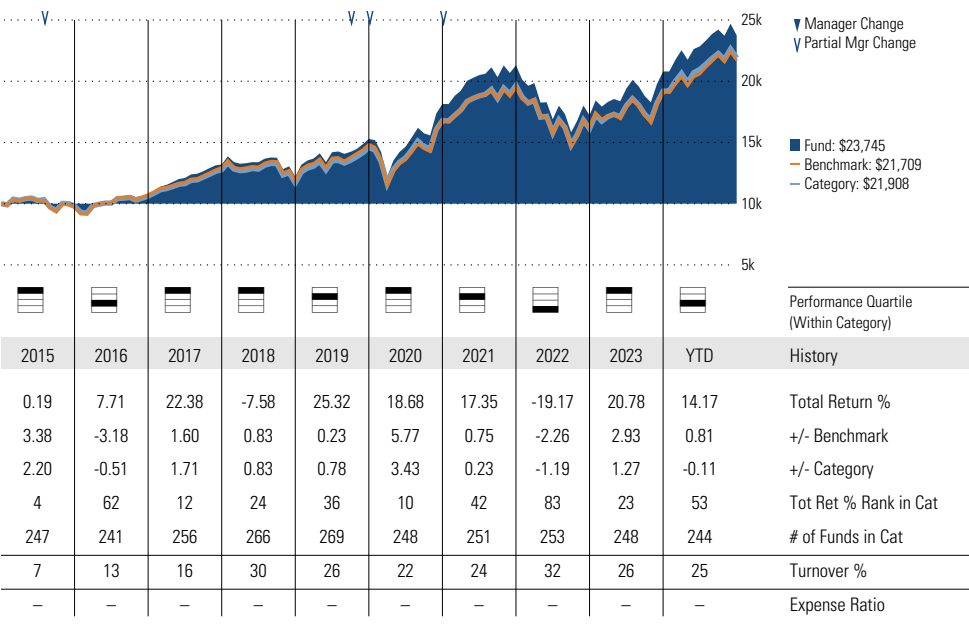 25k
20k
15k
10k
5k
Manager Change
Partial Mgr Change
Fund: $23,745
Benchmark: $21,709
Category: $21,908
Performance Quartile
(Within Category)
2015 2016 2017 2018 2019 2020 2021 2022 2023 YTD History
0.19 7.71 22.38 -7.58 25.32 18.68 17.35 -19.17 20.78 14.17 Total Return %
3.38 -3.18 1.60 0.83 0.23 5.77 0.75 -2.26 2.93 0.81 +/- Benchmark
2.20 -0.51 1.71 0.83 0.78 3.43 0.23 -1.19 1.27 -0.11 +/- Category
4 62 12 24 36 10 42 83 23 53 Tot Ret % Rank in Cat
247 241 256 266 269 248 251 253 248 244 # of Funds in Cat
7 13 16 30 26 22 24 32 26 25 Turnover %
– – – – – – – – – – Expense Ratio